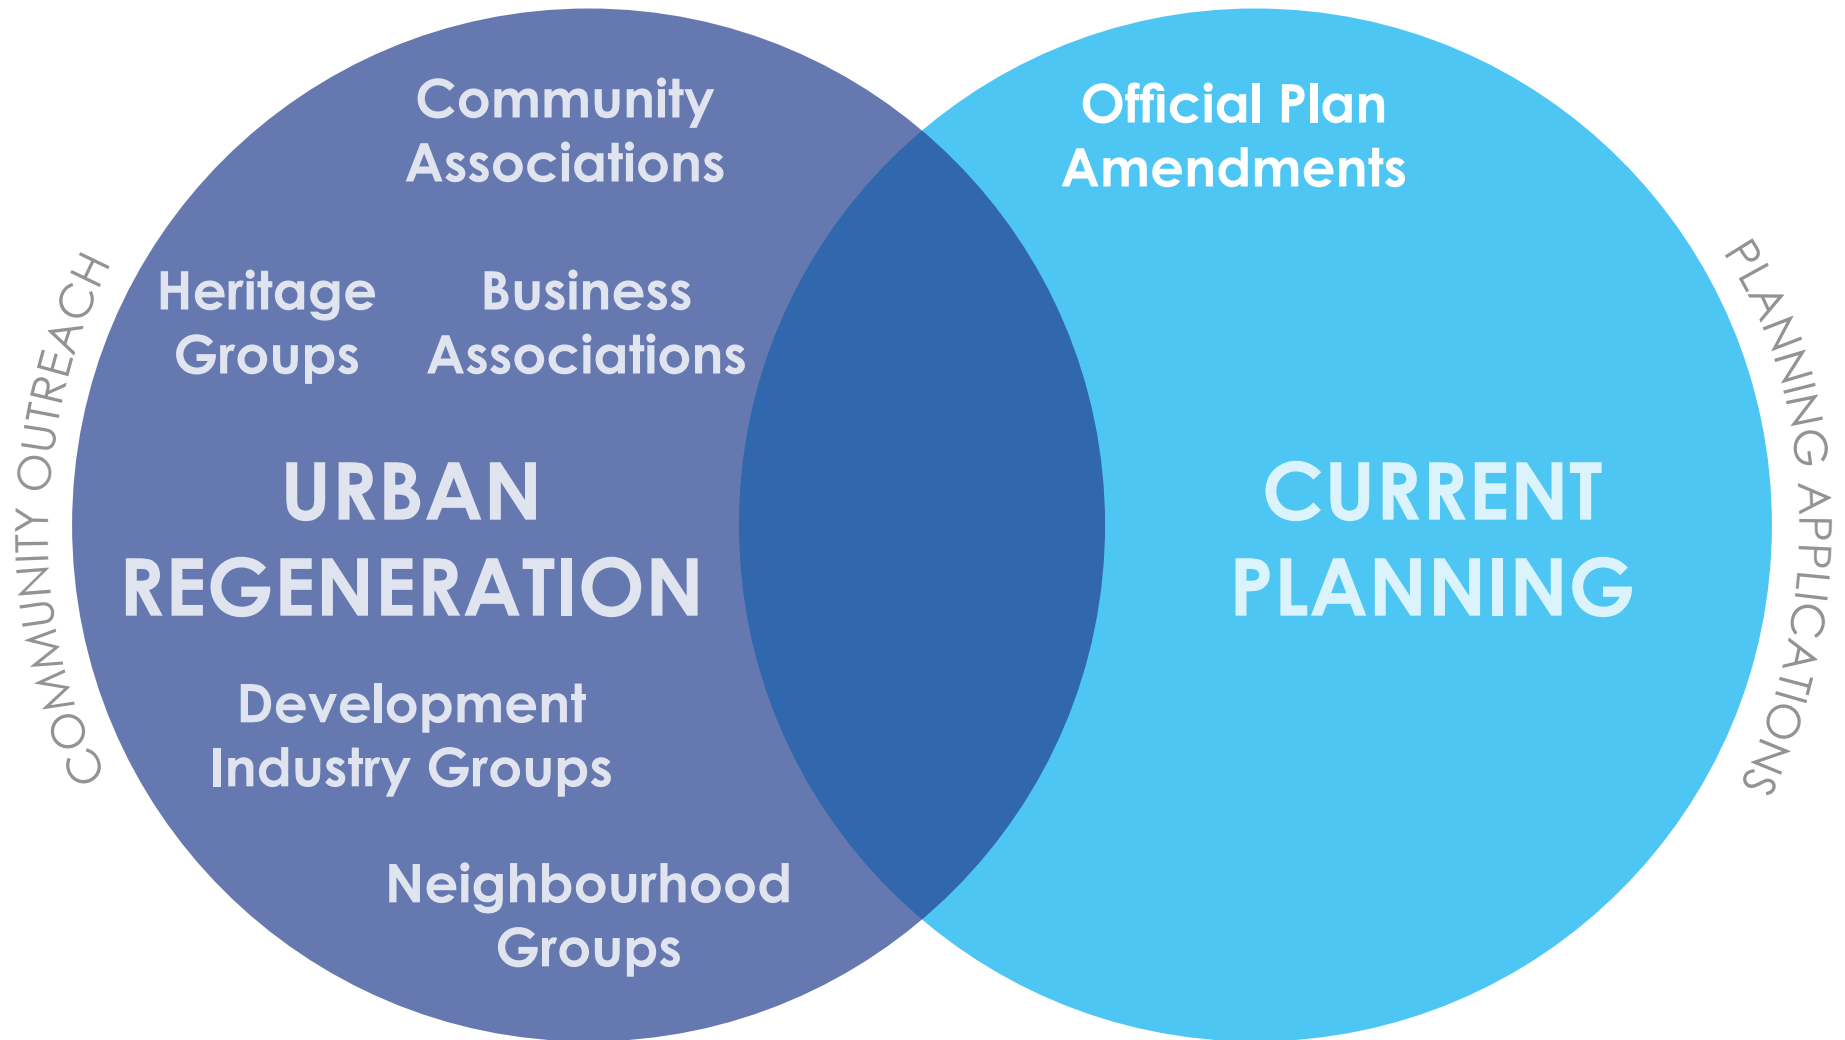 COMMUNITY OUTREACH
Community
Associations
Heritage
Groups
Business
Associations
URBAN
REGENERATION
Development
Industry Groups
Neighbourhood
Groups
Official Plan
Amendments
CURRENT
PLANNING
PLANNING APPLICATIONS